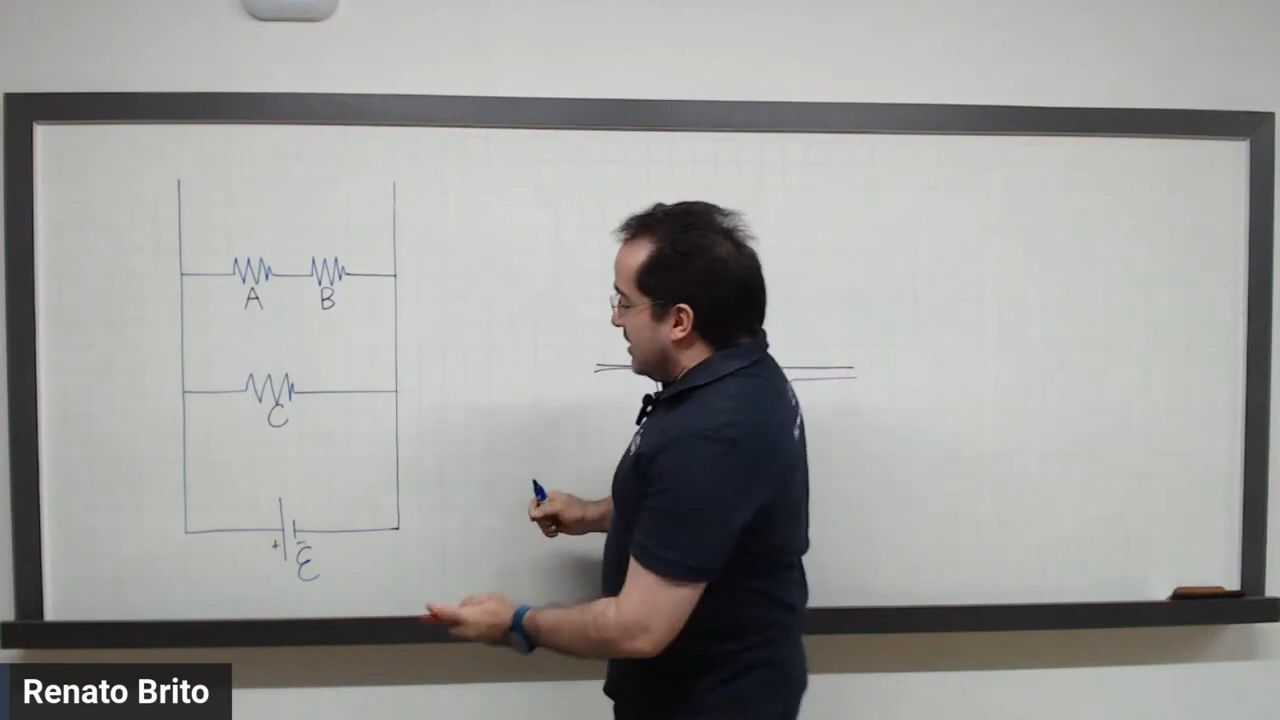 A B
C
+ -
ε
Renato Brito